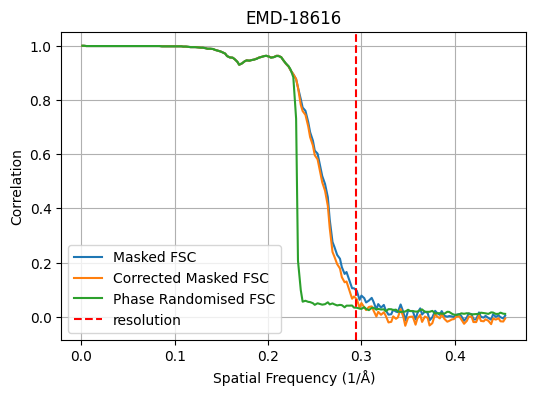 EMD-18616
1.0
0.8
0.6
0.4
0.2
0.0
Correlation
Masked FSC
Corrected Masked FSC
Phase Randomised FSC
resolution
0.0 0.1 0.2 0.3 0.4
Spatial Frequency (1/Å)